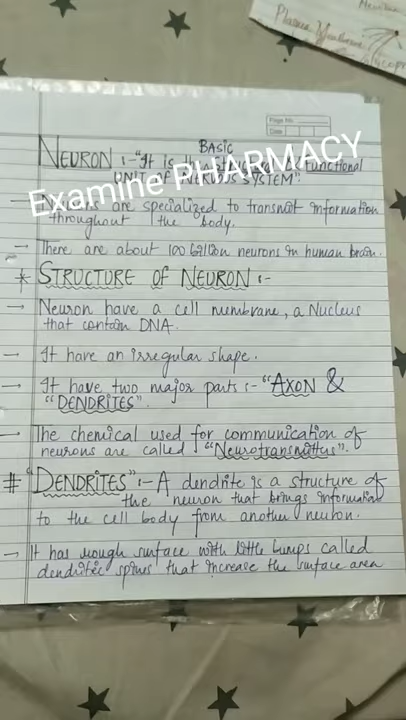 Plasma Membrane
Page No.
Date
BASIC
NEURON :- "It is the & Functional
UNIT OF NERVOUS SYSTEM".
Examine PHARMACY
→ Neurons are specialized to transmit information
throughout the body.
→ There are about 100 billion neurons in human brain.
* STRUCTURE OF NEURON :-
→ Neuron have a cell membrane, a Nucleus
that contain DNA.
→ It have an irregular shape.
→ It have two major parts :- "AXON &
"DENDRITES".
→ The chemical used for communication of
neurons are called "Neurotransmitters".
# "DENDRITES" :- A dendrite is a structure of
the neuron that brings information
to the cell body from another neuron.
→ It has rough surface with little bumps called
dendritic spines that increase the surface area